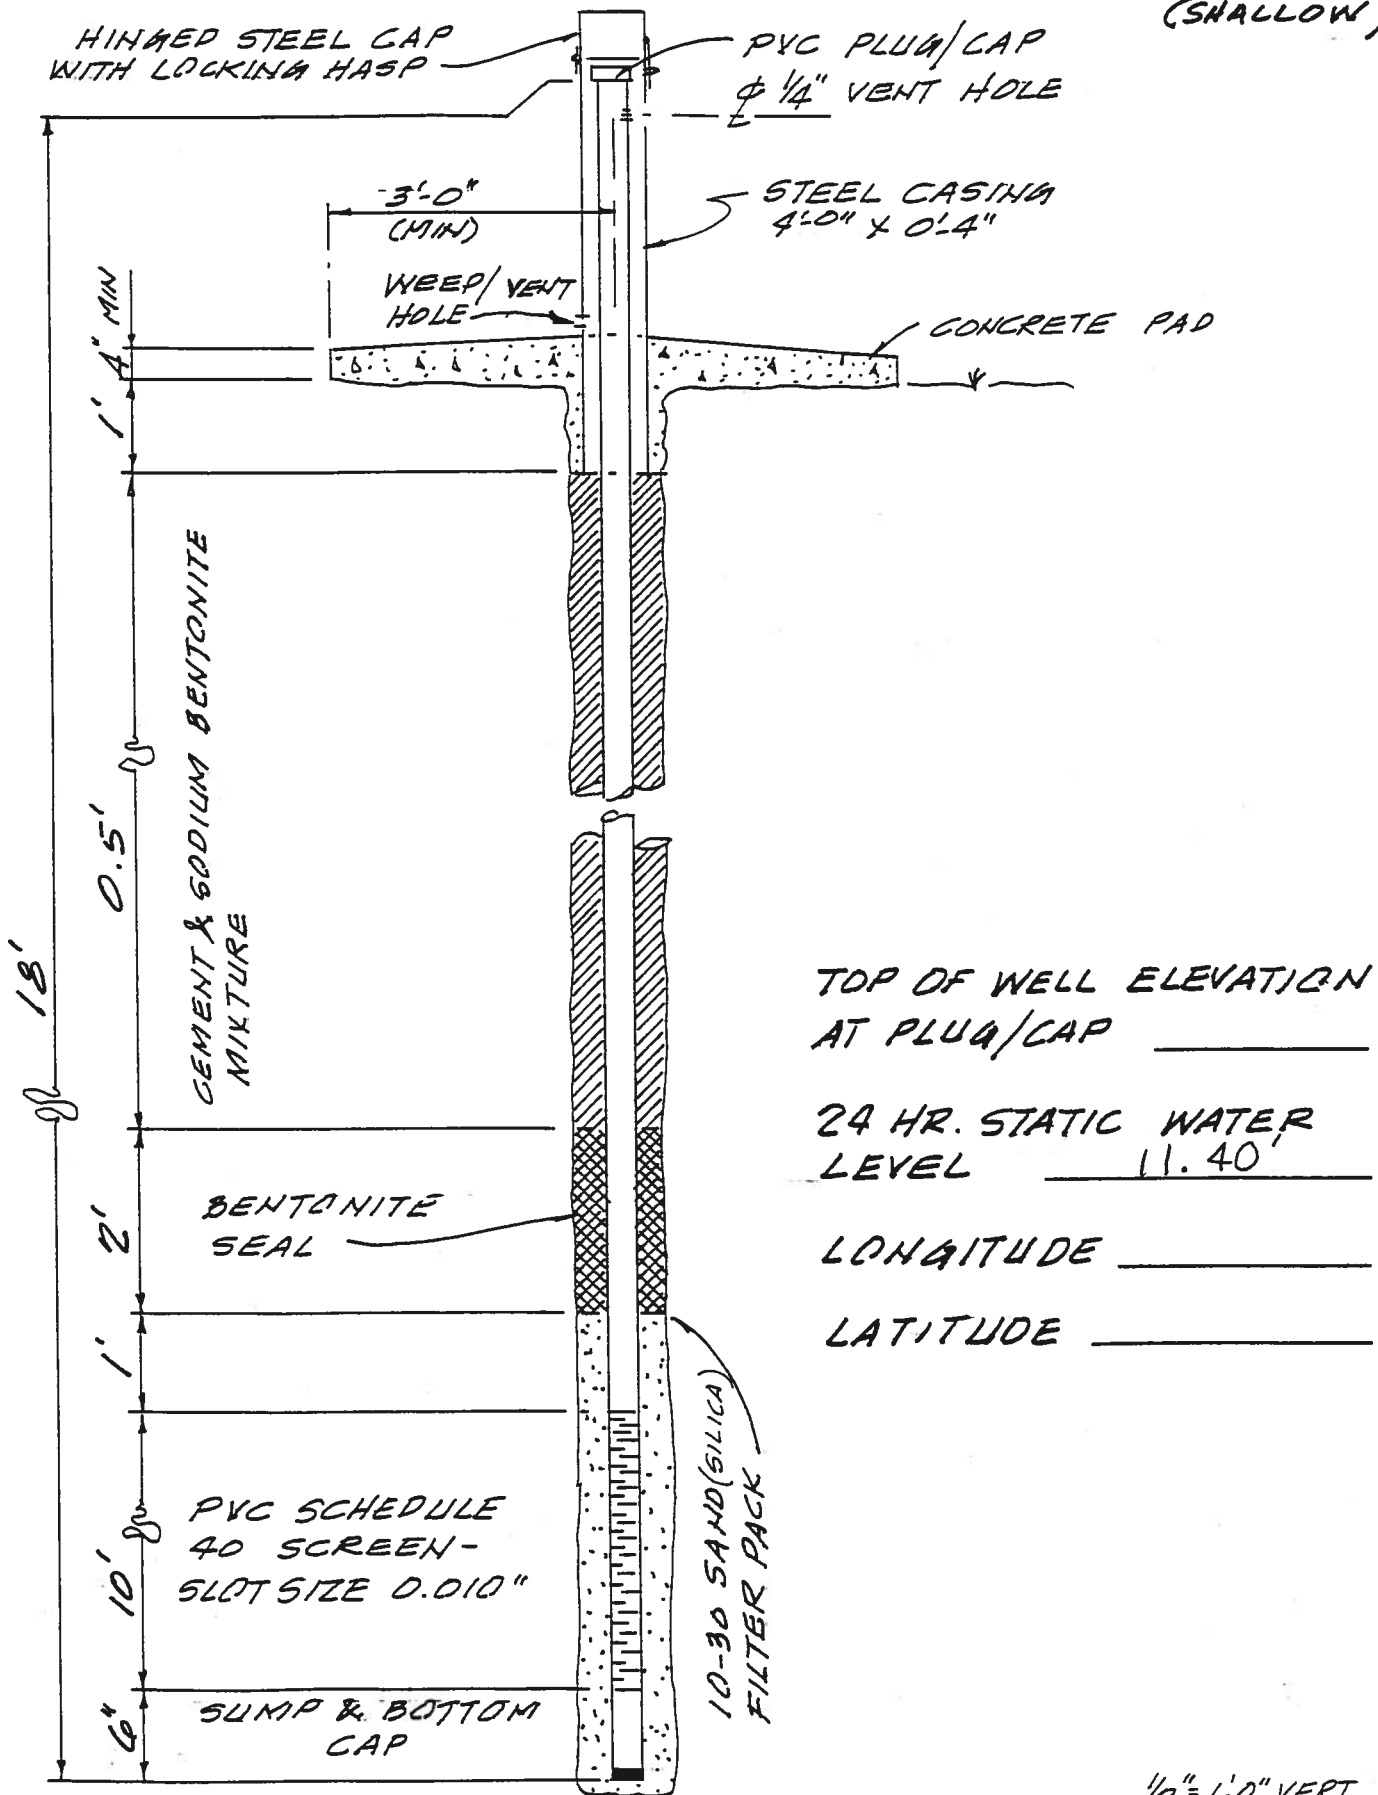 (SHALLOW)
HINGED STEEL CAP
WITH LOCKING HASP
PVC PLUG/CAP
¢ 1/4" VENT HOLE
3'-0"
(MIN)
STEEL CASING
4'-0" X 0'-4"
WEEP/VENT
HOLE
4" MIN
CONCRETE PAD
1'
CEMENT & SODIUM BENTONITE
MIXTURE
0.5'
18'
TOP OF WELL ELEVATION
AT PLUG/CAP
24 HR. STATIC WATER
LEVEL 11.40'
LONGITUDE
LATITUDE
2'
BENTONITE
SEAL
1'
10-30 SAND (SILICA)
FILTER PACK
10'
PVC SCHEDULE
40 SCREEN-
SLOT SIZE 0.010"
6"
SUMP & BOTTOM
CAP
VERT